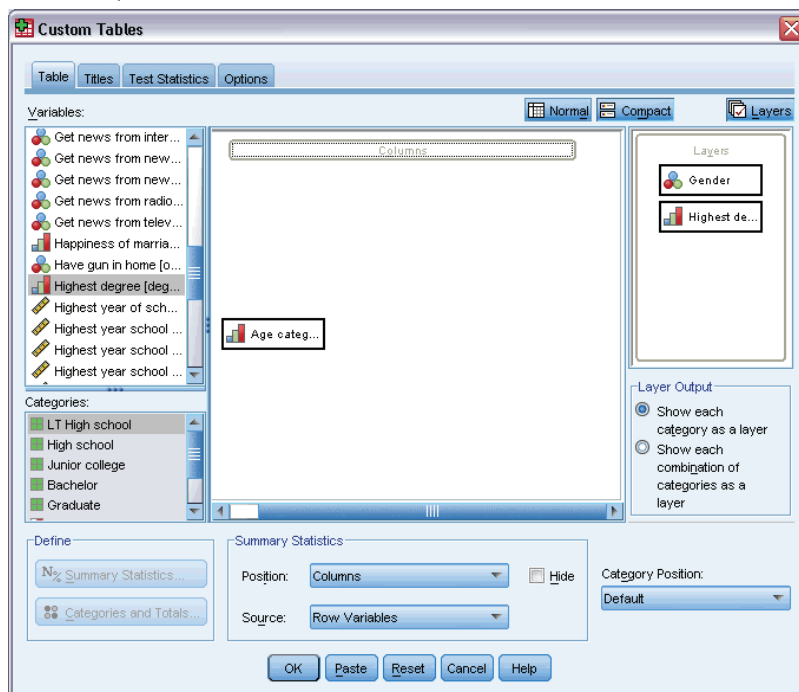 Custom Tables
Table Titles Test Statistics Options
Variables:
Normal Compact Layers
Get news from inter...
Get news from new...
Get news from new...
Get news from radio...
Get news from telev...
Happiness of marria...
Have gun in home [o...
Highest degree [deg...
Highest year of sch...
Highest year school ...
Highest year school ...
Highest year school ...
Columns
Age categ...
Layers
Gender
Highest de...
Categories:
LT High school
High school
Junior college
Bachelor
Graduate
Layer Output
Show each
category as a layer
Show each
combination of
categories as a
layer
Define
N% Summary Statistics...
Categories and Totals...
Summary Statistics
Position: Columns Hide
Source: Row Variables
Category Position:
Default
OK Paste Reset Cancel Help